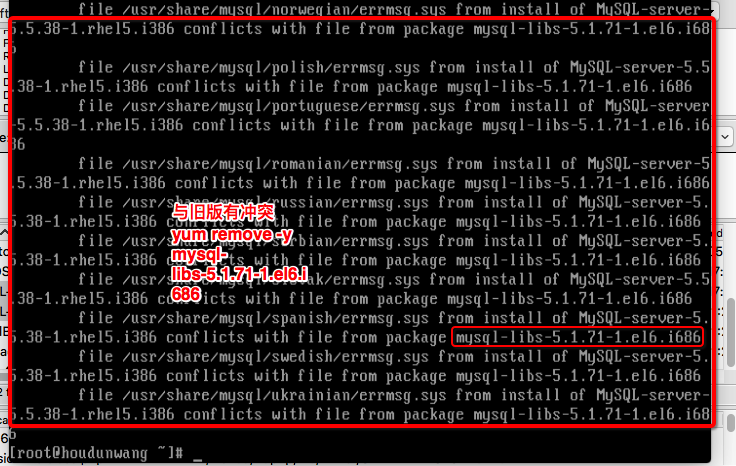 file /usr/share/mysql/norwegian/errmsg.sys from install of MySQL-server-
5.5.38-1.rhel5.i386 conflicts with file from package mysql-libs-5.1.71-1.el6.i68
6
file /usr/share/mysql/polish/errmsg.sys from install of MySQL-server-5.5
.38-1.rhel5.i386 conflicts with file from package mysql-libs-5.1.71-1.el6.i686
file /usr/share/mysql/portuguese/errmsg.sys from install of MySQL-server
-5.5.38-1.rhel5.i386 conflicts with file from package mysql-libs-5.1.71-1.el6.i6
86
file /usr/share/mysql/romanian/errmsg.sys from install of MySQL-server-5
.5.38-1.rhel5.i386 conflicts with file from package mysql-libs-5.1.71-1.el6.i686
file /usr/share/mysql/russian/errmsg.sys from install of MySQL-server-5.
5.38-1.rhel5.i386 conflicts with file from package mysql-libs-5.1.71-1.el6.i686
errmsg.sys from install of MySQL-server-5.
5.38-1.rhel5.i386 conflicts with file from package mysql-libs-5.1.71-1.el6.i686
errmsg.sys from install of MySQL-server-5.5
.38-1.rhel5.i386 conflicts with file from package mysql-libs-5.1.71-1.el6.i686
file /usr/share/mysql/spanish/errmsg.sys from install of MySQL-server-5.
5.38-1.rhel5.i386 conflicts with file from package mysql-libs-5.1.71-1.el6.i686
file /usr/share/mysql/swedish/errmsg.sys from install of MySQL-server-5.
5.38-1.rhel5.i386 conflicts with file from package mysql-libs-5.1.71-1.el6.i686
file /usr/share/mysql/ukrainian/errmsg.sys from install of MySQL-server-
5.5.38-1.rhel5.i386 conflicts with file from package mysql-libs-5.1.71-1.el6.i68
6
[root@houdunwang ~]# _
与旧版有冲突
yum remove -y
mysql-
libs-5.1.71-1.el6.i
686